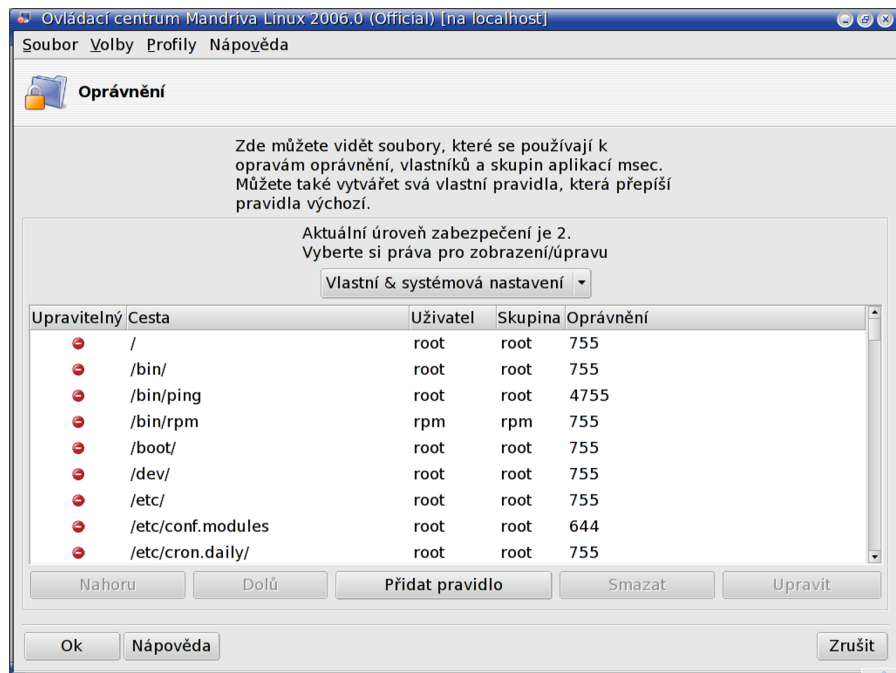 Ovládací centrum Mandriva Linux 2006.0 (Official) [na localhost]
Soubor Volby Profily Nápověda
Oprávnění
Zde můžete vidět soubory, které se používají k
opravám oprávnění, vlastníků a skupin aplikací msec.
Můžete také vytvářet svá vlastní pravidla, která přepíší
pravidla výchozí.
Aktuální úroveň zabezpečení je 2.
Vyberte si práva pro zobrazení/úpravu
Vlastní & systémová nastavení
Upravitelný Cesta Uživatel Skupina Oprávnění
/ root root 755
/bin/ root root 755
/bin/ping root root 4755
/bin/rpm rpm rpm 755
/boot/ root root 755
/dev/ root root 755
/etc/ root root 755
/etc/conf.modules root root 644
/etc/cron.daily/ root root 755
Nahoru Dolů Přidat pravidlo Smazat Upravit
Ok Nápověda Zrušit